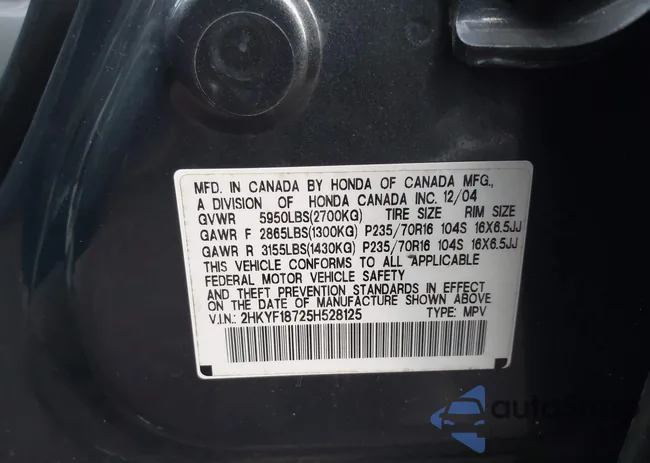 MFD. IN CANADA BY HONDA OF CANADA MFG.,
A DIVISION OF HONDA CANADA INC. 12/04
GVWR 5950LBS(2700KG) TIRE SIZE RIM SIZE
GAWR F 2865LBS(1300KG) P235/70R16 104S 16X6.5JJ
GAWR R 3155LBS(1430KG) P235/70R16 104S 16X6.5JJ
THIS VEHICLE CONFORMS TO ALL APPLICABLE
FEDERAL MOTOR VEHICLE SAFETY
AND THEFT PREVENTION STANDARDS IN EFFECT
ON THE DATE OF MANUFACTURE SHOWN ABOVE
V.I.N.: 2HKYF18725H528125 TYPE: MPV